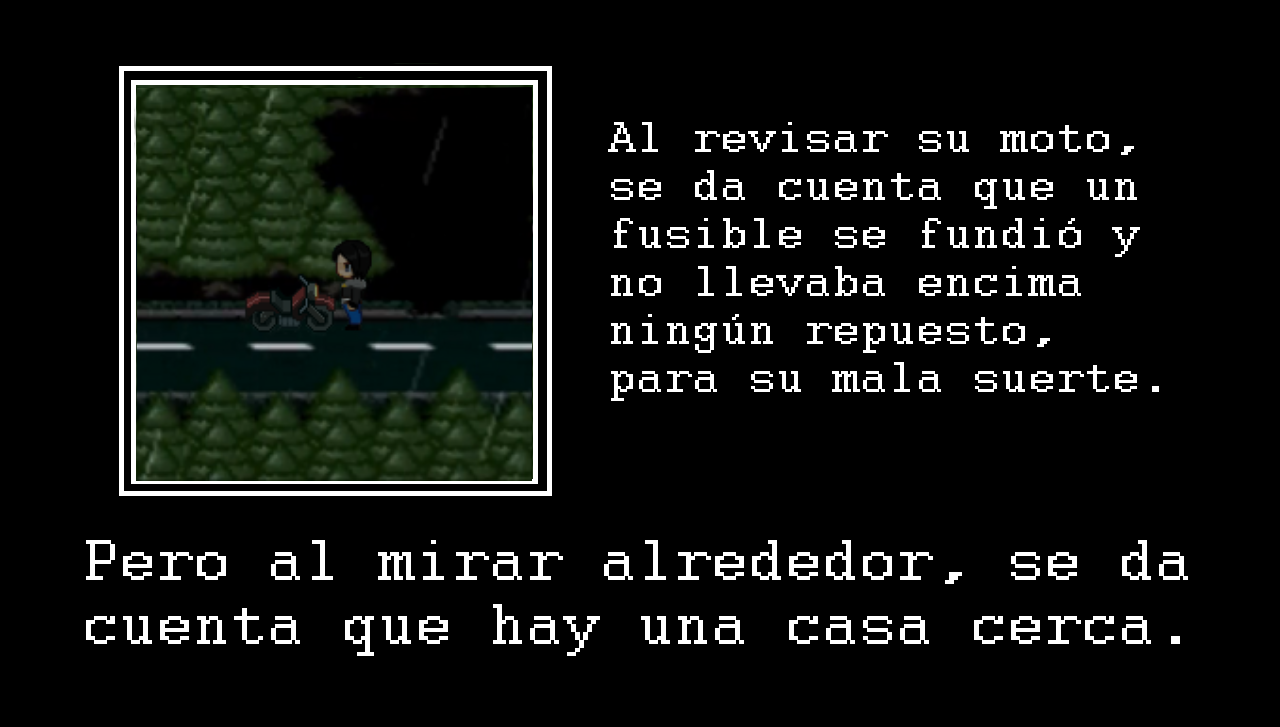 Al revisar su moto,
se da cuenta que un
fusible se fundió y
no llevaba encima
ningún repuesto,
para su mala suerte.
Pero al mirar alrededor, se da
cuenta que hay una casa cerca.